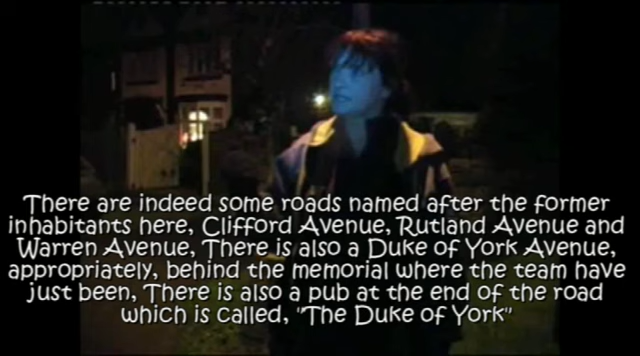 There are indeed some roads named after the former
inhabitants here, Clifford Avenue, Rutland Avenue and
Warren Avenue, There is also a Duke of York Avenue,
appropriately, behind the memorial where the team have
just been, There is also a pub at the end of the road
which is called, "The Duke of York"